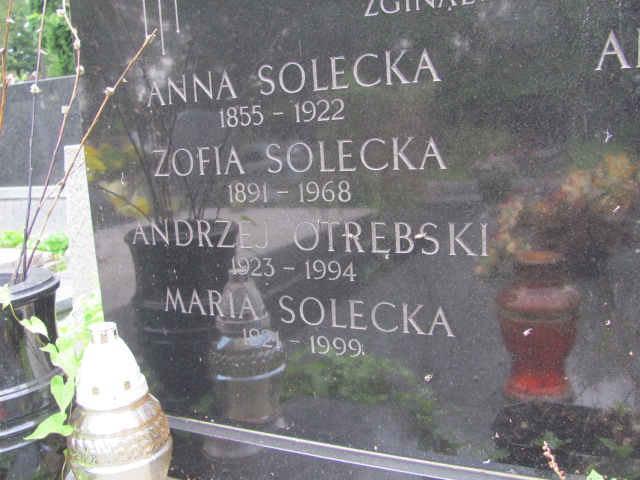 ANNA SOLECKA
1855 - 1922
ZOFIA SOLECKA
1891 - 1968
ANDRZEJ OTRĘBSKI
1923 - 1994
MARIA SOLECKA
1921 - 1999